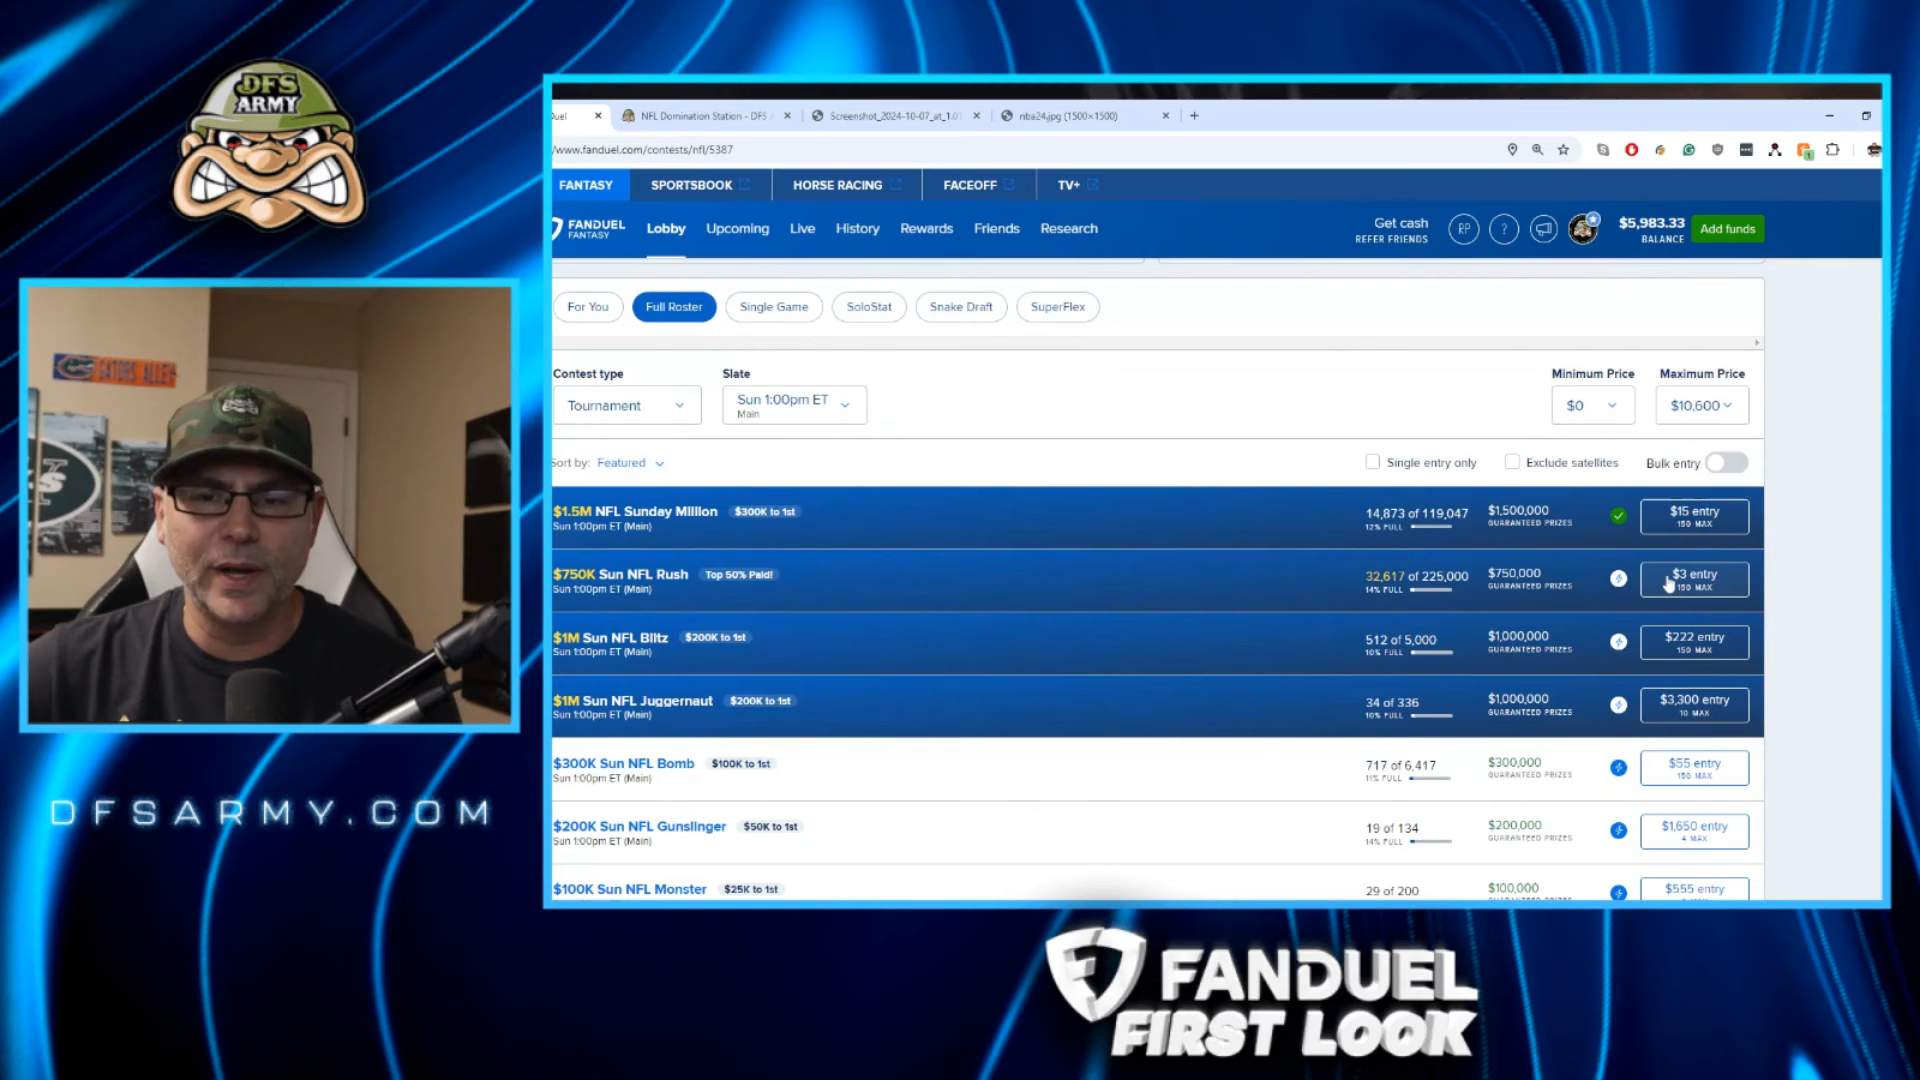 DFS
ARMY
GATORS ALLEY
DFSARMY.COM
uel
NFL Domination Station - DFS A
Screenshot_2024-10-07_at_1.01
nba24.jpg (1500×1500)
/www.fanduel.com/contests/nfl/5387
FANTASY
SPORTSBOOK
HORSE RACING
FACEOFF
TV+
FANDUEL
FANTASY
Lobby
Upcoming
Live
History
Rewards
Friends
Research
Get cash
REFER FRIENDS
RP
?
$5,983.33
BALANCE
Add funds
For You
Full Roster
Single Game
SoloStat
Snake Draft
SuperFlex
Contest type
Tournament
Slate
Sun 1:00pm ET
Main
Minimum Price
$0
Maximum Price
$10,600
Sort by: Featured
Single entry only
Exclude satellites
Bulk entry
$1.5M NFL Sunday Million $300K to 1st
Sun 1:00pm ET (Main)
14,873 of 119,047
12% FULL
$1,500,000
GUARANTEED PRIZES
$15 entry
150 MAX
$750K Sun NFL Rush Top 50% Paid!
Sun 1:00pm ET (Main)
32,617 of 225,000
14% FULL
$750,000
GUARANTEED PRIZES
$3 entry
150 MAX
$1M Sun NFL Blitz $200K to 1st
Sun 1:00pm ET (Main)
512 of 5,000
10% FULL
$1,000,000
GUARANTEED PRIZES
$222 entry
150 MAX
$1M Sun NFL Juggernaut $200K to 1st
Sun 1:00pm ET (Main)
34 of 336
10% FULL
$1,000,000
GUARANTEED PRIZES
$3,300 entry
10 MAX
$300K Sun NFL Bomb $100K to 1st
Sun 1:00pm ET (Main)
717 of 6,417
11% FULL
$300,000
GUARANTEED PRIZES
$55 entry
150 MAX
$200K Sun NFL Gunslinger $50K to 1st
Sun 1:00pm ET (Main)
19 of 134
14% FULL
$200,000
GUARANTEED PRIZES
$1,650 entry
4 MAX
$100K Sun NFL Monster $25K to 1st
29 of 200
$100,000
$555 entry
FANDUEL
FIRST LOOK